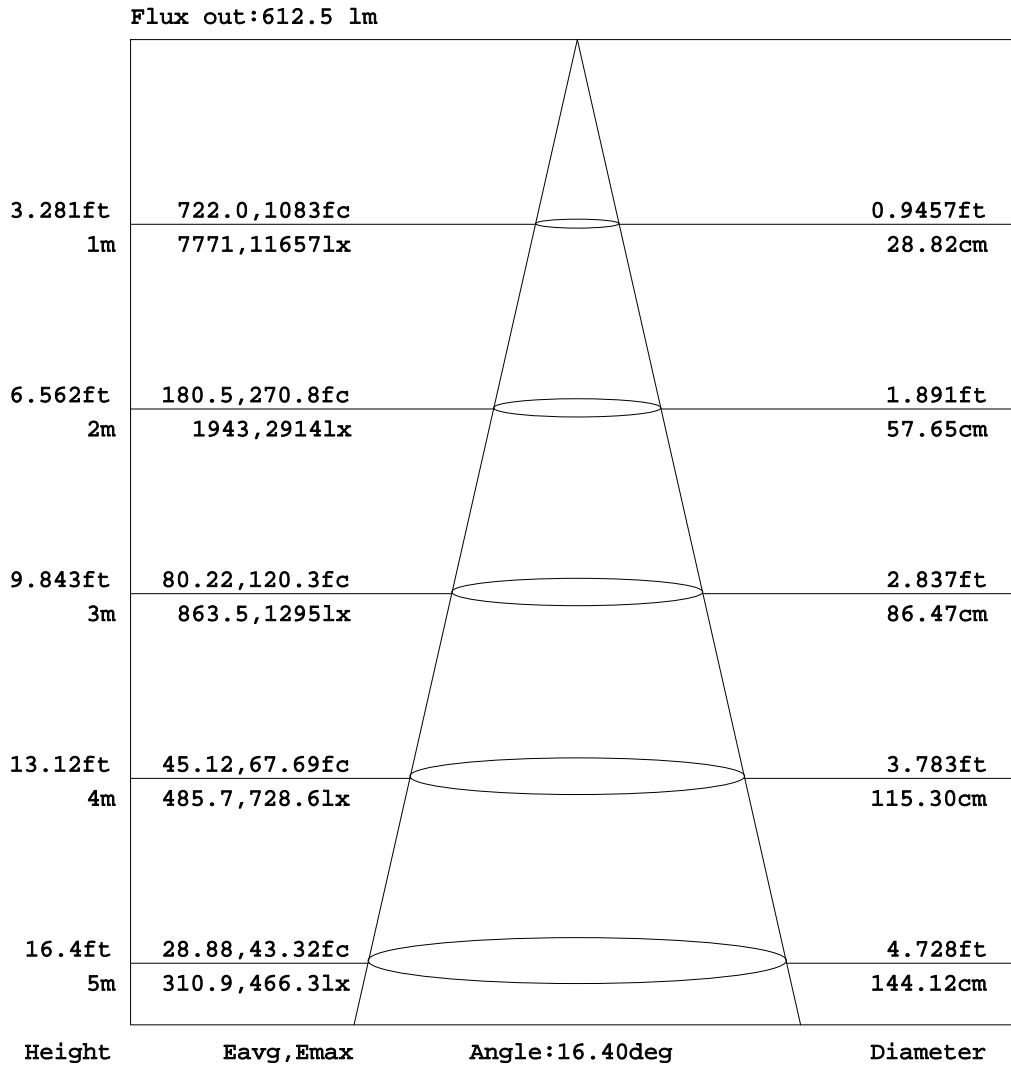 Flux out:612.5 lm
3.281ft 722.0,1083fc 0.9457ft
1m 7771,11657lx 28.82cm
6.562ft 180.5,270.8fc 1.891ft
2m 1943,2914lx 57.65cm
9.843ft 80.22,120.3fc 2.837ft
3m 863.5,1295lx 86.47cm
13.12ft 45.12,67.69fc 3.783ft
4m 485.7,728.6lx 115.30cm
16.4ft 28.88,43.32fc 4.728ft
5m 310.9,466.3lx 144.12cm
Height Eavg,Emax Angle:16.40deg Diameter